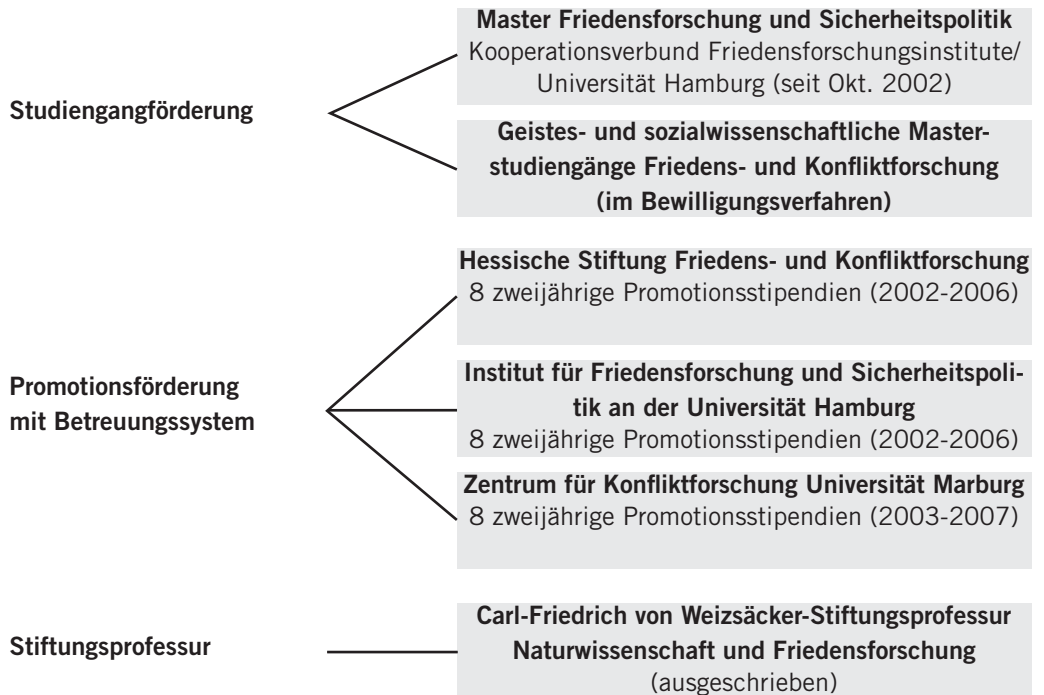 Studiengangförderung
Master Friedensforschung und Sicherheitspolitik
Kooperationsverbund Friedensforschungsinstitute/
Universität Hamburg (seit Okt. 2002)
Geistes- und sozialwissenschaftliche Master-
studiengänge Friedens- und Konfliktforschung
(im Bewilligungsverfahren)
Promotionsförderung
mit Betreuungssystem
Hessische Stiftung Friedens- und Konfliktforschung
8 zweijährige Promotionsstipendien (2002-2006)
Institut für Friedensforschung und Sicherheitspoli-
tik an der Universität Hamburg
8 zweijährige Promotionsstipendien (2002-2006)
Zentrum für Konfliktforschung Universität Marburg
8 zweijährige Promotionsstipendien (2003-2007)
Stiftungsprofessur
Carl-Friedrich von Weizsäcker-Stiftungsprofessur
Naturwissenschaft und Friedensforschung
(ausgeschrieben)